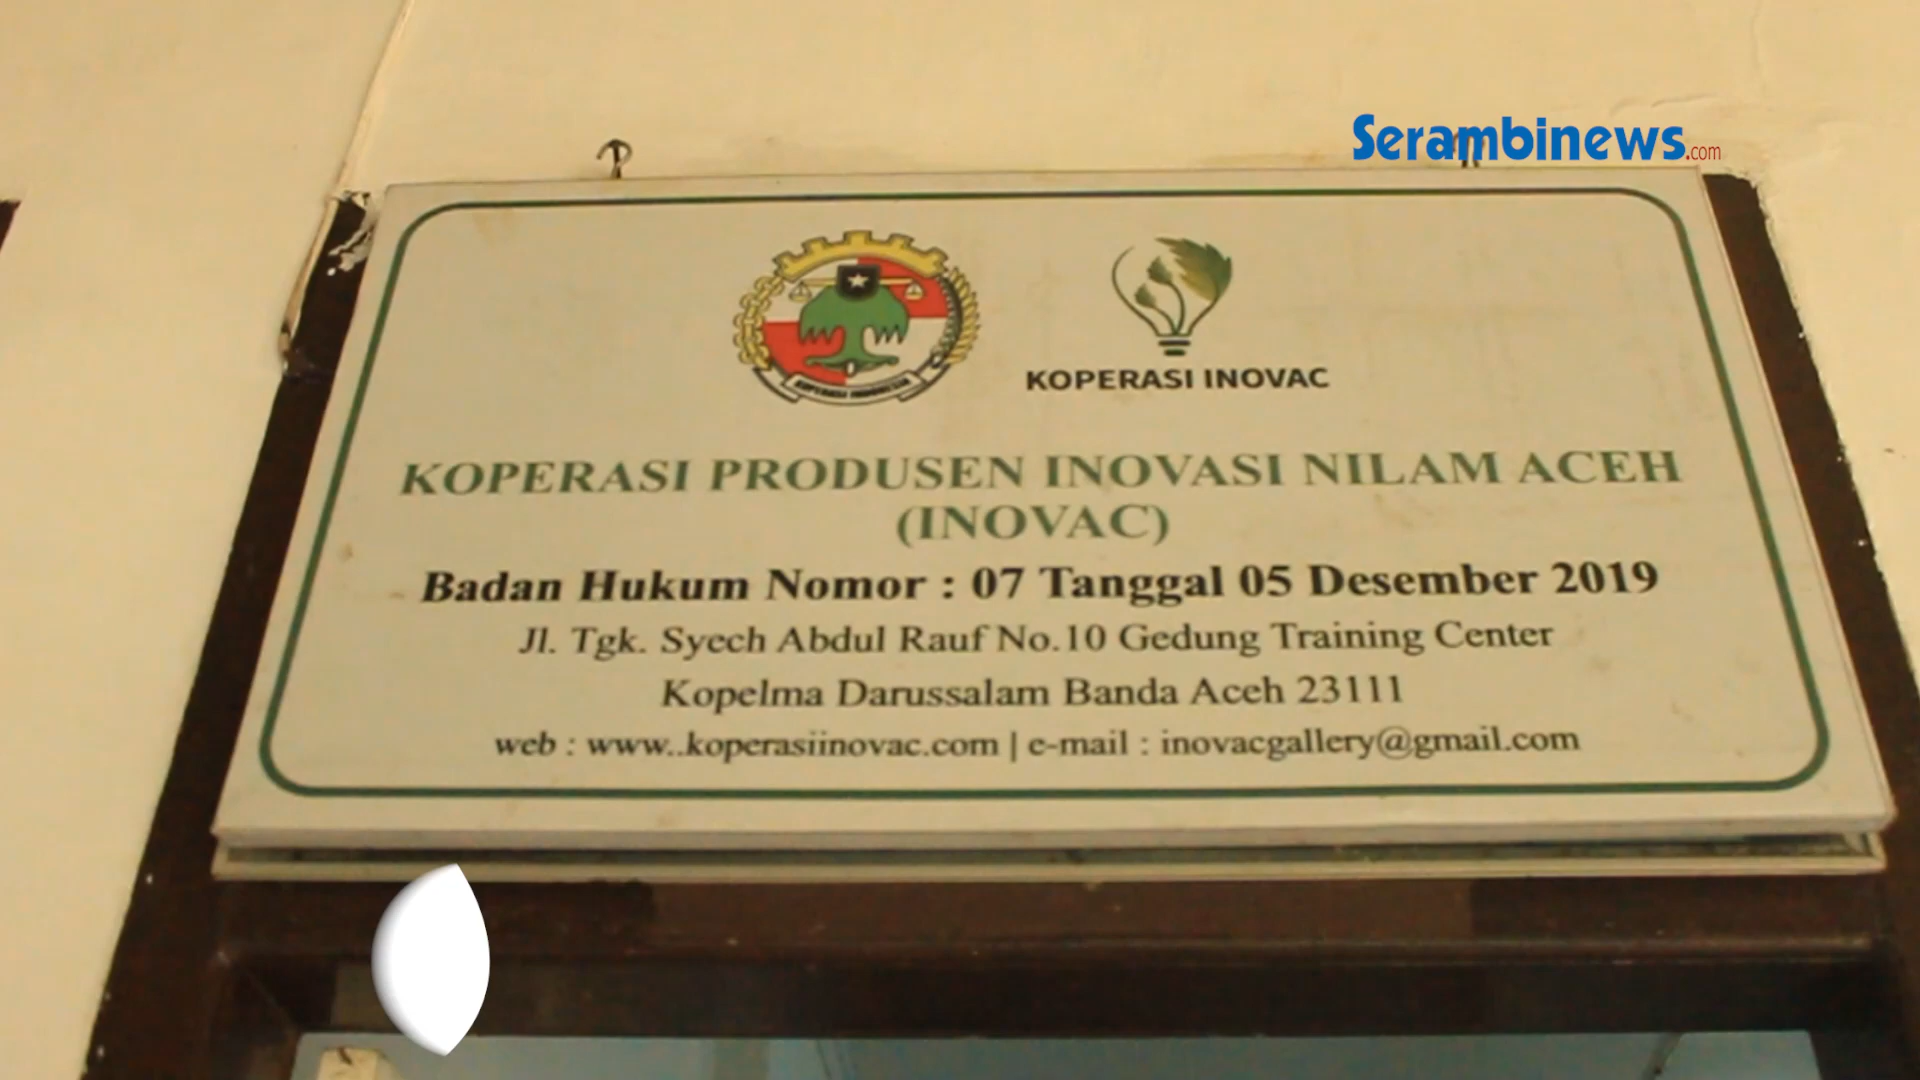 Serambinews.com
KOPERASI INDONESIA
KOPERASI INOVAC
KOPERASI PRODUSEN INOVASI NILAM ACEH
(INOVAC)
Badan Hukum Nomor : 07 Tanggal 05 Desember 2019
Jl. Tgk. Syech Abdul Rauf No.10 Gedung Training Center
Kopelma Darussalam Banda Aceh 23111
web : www..koperasiinovac.com | e-mail : inovacgallery@gmail.com